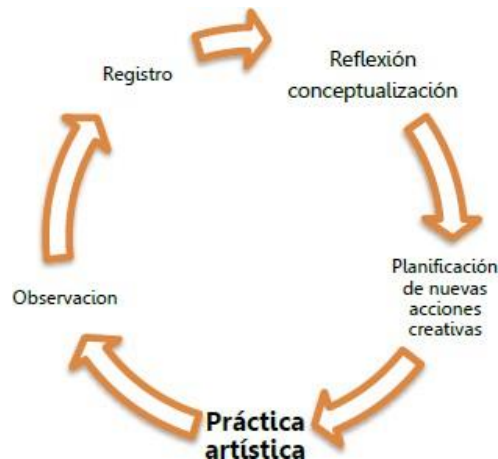 Registro
Reflexión
conceptualización
Planificación
de nuevas
acciones
creativas
Práctica
artística
Observacion